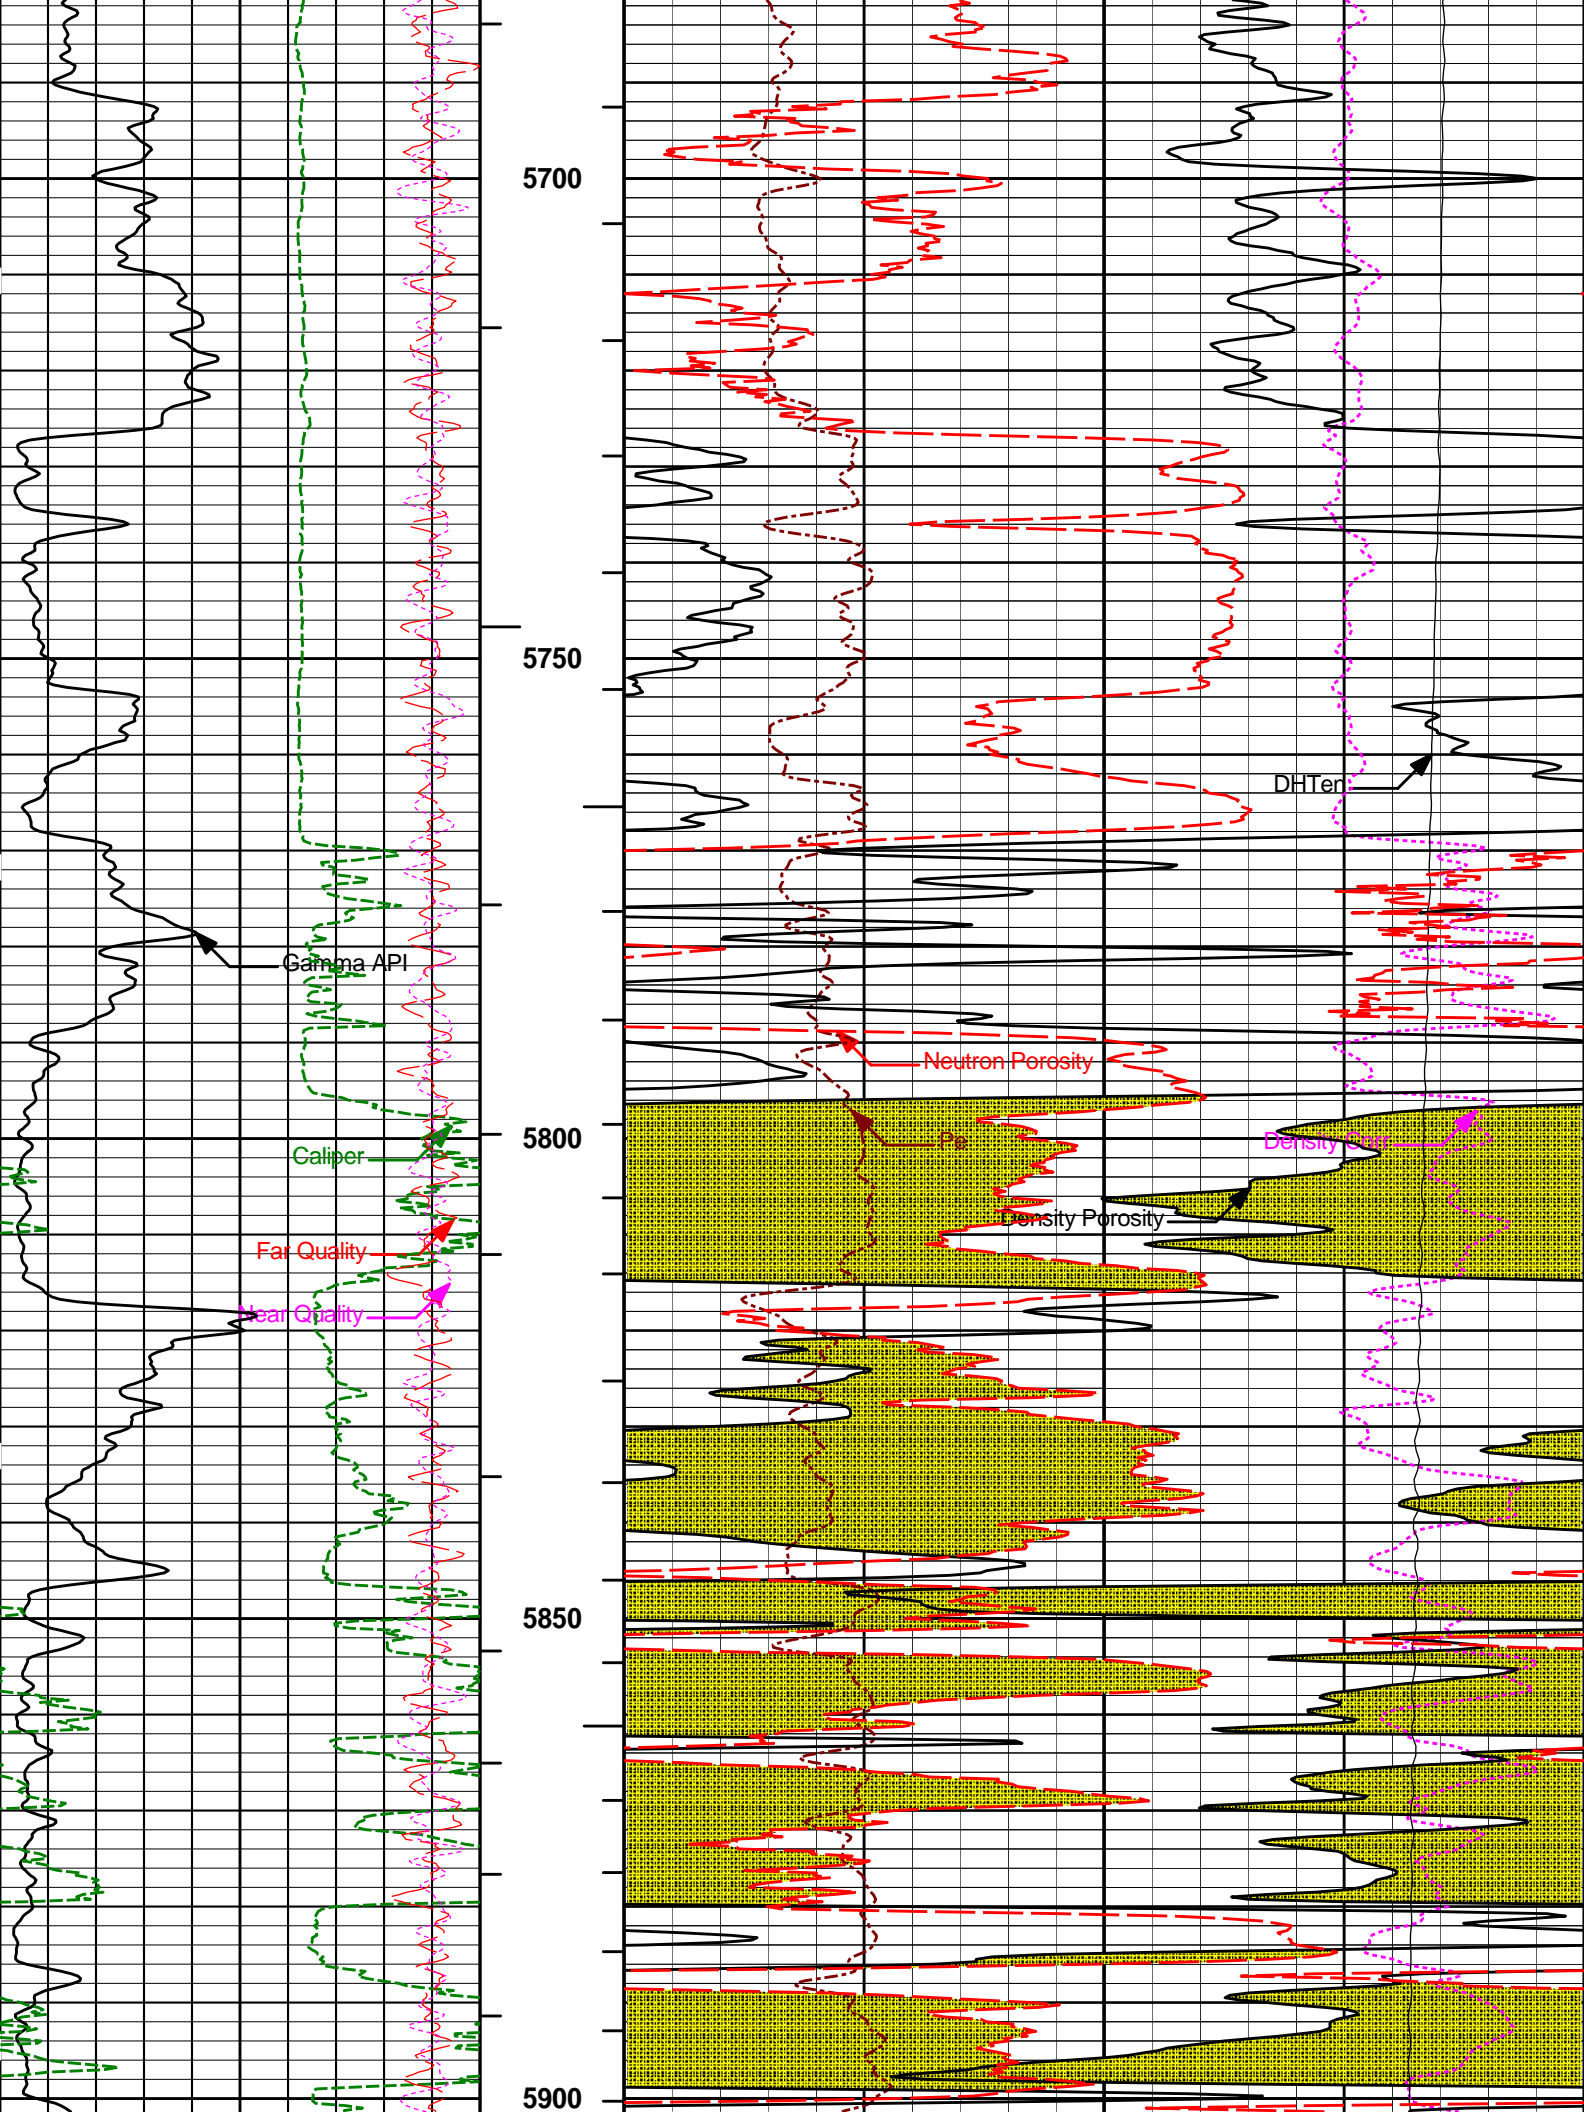 5700
5750
DHTen
Gamma API
Neutron Porosity
5800
Pe
Density Corr
Caliper
Density Porosity
Far Quality
Near Quality
5850
5900